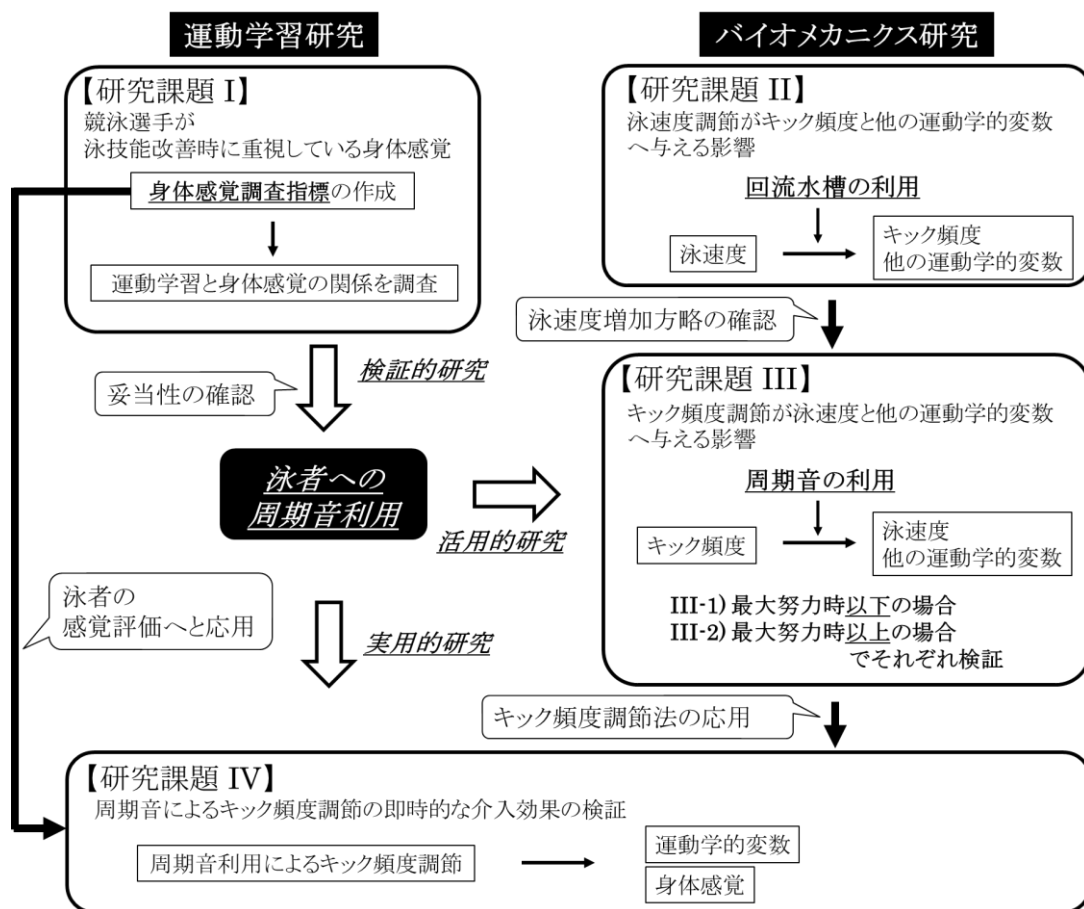 運動学習研究
【研究課題 I】
競泳選手が
泳技能改善時に重視している身体感覚
身体感覚調査指標の作成
運動学習と身体感覚の関係を調査
妥当性の確認
検証的研究
泳者への
周期音利用
活用的研究
泳者の
感覚評価へと応用
実用的研究
バイオメカニクス研究
【研究課題 II】
泳速度調節がキック頻度と他の運動学的変数
へ与える影響
回流水槽の利用
泳速度
キック頻度
他の運動学的変数
泳速度増加方略の確認
【研究課題 III】
キック頻度調節が泳速度と他の運動学的変数
へ与える影響
周期音の利用
キック頻度
泳速度
他の運動学的変数
III-1) 最大努力時以下の場合
III-2) 最大努力時以上の場合
でそれぞれ検証
キック頻度調節法の応用
【研究課題 IV】
周期音によるキック頻度調節の即時的な介入効果の検証
周期音利用によるキック頻度調節
運動学的変数
身体感覚